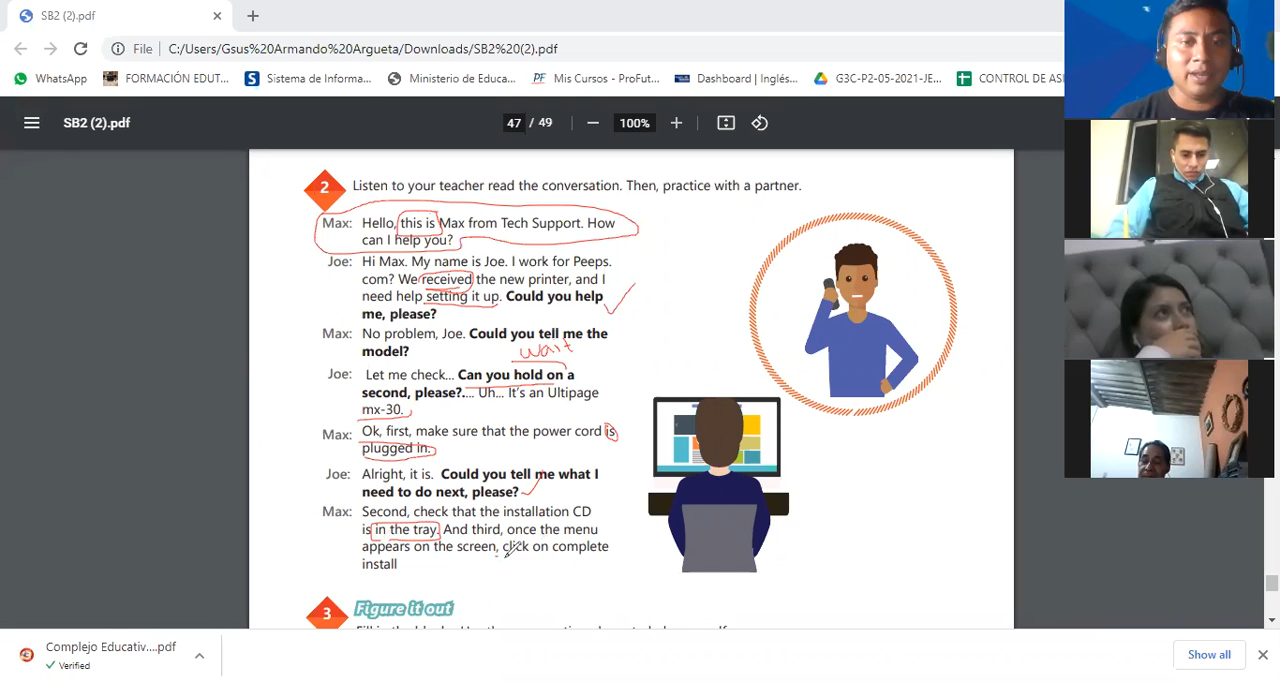 SB2 (2).pdf
File
C:/Users/Gsus%20Armando%20Argueta/Downloads/SB2%20(2).pdf
WhatsApp
FORMACIÓN EDUT...
Sistema de Informa...
Ministerio de Educa...
Mis Cursos - ProFut...
Dashboard | Inglés...
G3C-P2-05-2021-JE...
CONTROL DE ASI
SB2 (2).pdf
47 / 49
100%
2 Listen to your teacher read the conversation. Then, practice with a partner.
Max: Hello, this is Max from Tech Support. How
can I help you?
Joe: Hi Max. My name is Joe. I work for Peeps.
com? We received the new printer, and I
need help setting it up. Could you help
me, please?
Max: No problem, Joe. Could you tell me the
model?
wait
Joe: Let me check... Can you hold on a
second, please?.... Uh... It's an Ultipage
mx-30.
Max: Ok, first, make sure that the power cord is
plugged in.
Joe: Alright, it is. Could you tell me what I
need to do next, please?
Max: Second, check that the installation CD
is in the tray. And third, once the menu
appears on the screen, click on complete
install
3 Figure it out
Complejo Educativ....pdf
Verified
Show all